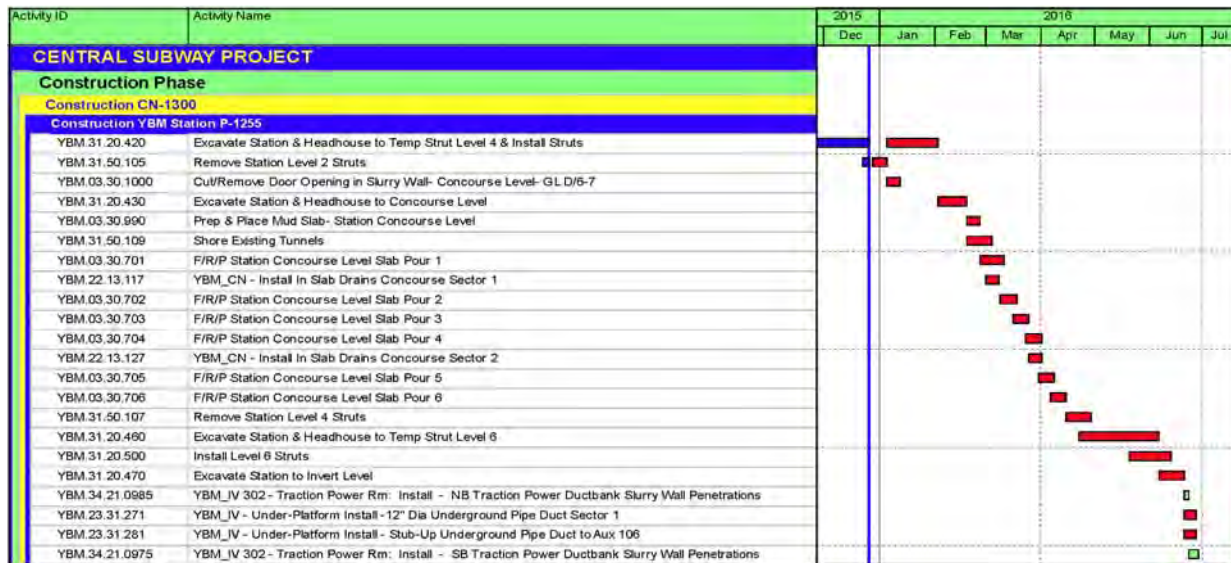 Activity ID Activity Name 2015 2016
Dec Jan Feb Mar Apr May Jun Jul
CENTRAL SUBWAY PROJECT
Construction Phase
Construction CN-1300
Construction YBM Station P-1255
YBM.31.20.420 Excavate Station & Headhouse to Temp Strut Level 4 & Install Struts
YBM.31.50.105 Remove Station Level 2 Struts
YBM.03.30.1000 Cut/Remove Door Opening in Slurry Wall- Concourse Level- GL D/6-7
YBM.31.20.430 Excavate Station & Headhouse to Concourse Level
YBM.03.30.990 Prep & Place Mud Slab- Station Concourse Level
YBM.31.50.109 Shore Existing Tunnels
YBM.03.30.701 F/R/P Station Concourse Level Slab Pour 1
YBM.22.13.117 YBM_CN - Install In Slab Drains Concourse Sector 1
YBM.03.30.702 F/R/P Station Concourse Level Slab Pour 2
YBM.03.30.703 F/R/P Station Concourse Level Slab Pour 3
YBM.03.30.704 F/R/P Station Concourse Level Slab Pour 4
YBM.22.13.127 YBM_CN - Install In Slab Drains Concourse Sector 2
YBM.03.30.705 F/R/P Station Concourse Level Slab Pour 5
YBM.03.30.706 F/R/P Station Concourse Level Slab Pour 6
YBM.31.50.107 Remove Station Level 4 Struts
YBM.31.20.460 Excavate Station & Headhouse to Temp Strut Level 6
YBM.31.20.500 Install Level 6 Struts
YBM.31.20.470 Excavate Station to Invert Level
YBM.34.21.0985 YBM_IV 302 - Traction Power Rm: Install - NB Traction Power Ductbank Slurry Wall Penetrations
YBM.23.31.271 YBM_IV - Under-Platform Install -12" Dia Underground Pipe Duct Sector 1
YBM.23.31.281 YBM_IV - Under-Platform Install - Stub-Up Underground Pipe Duct to Aux 106
YBM.34.21.0975 YBM_IV 302 - Traction Power Rm: Install - SB Traction Power Ductbank Slurry Wall Penetrations